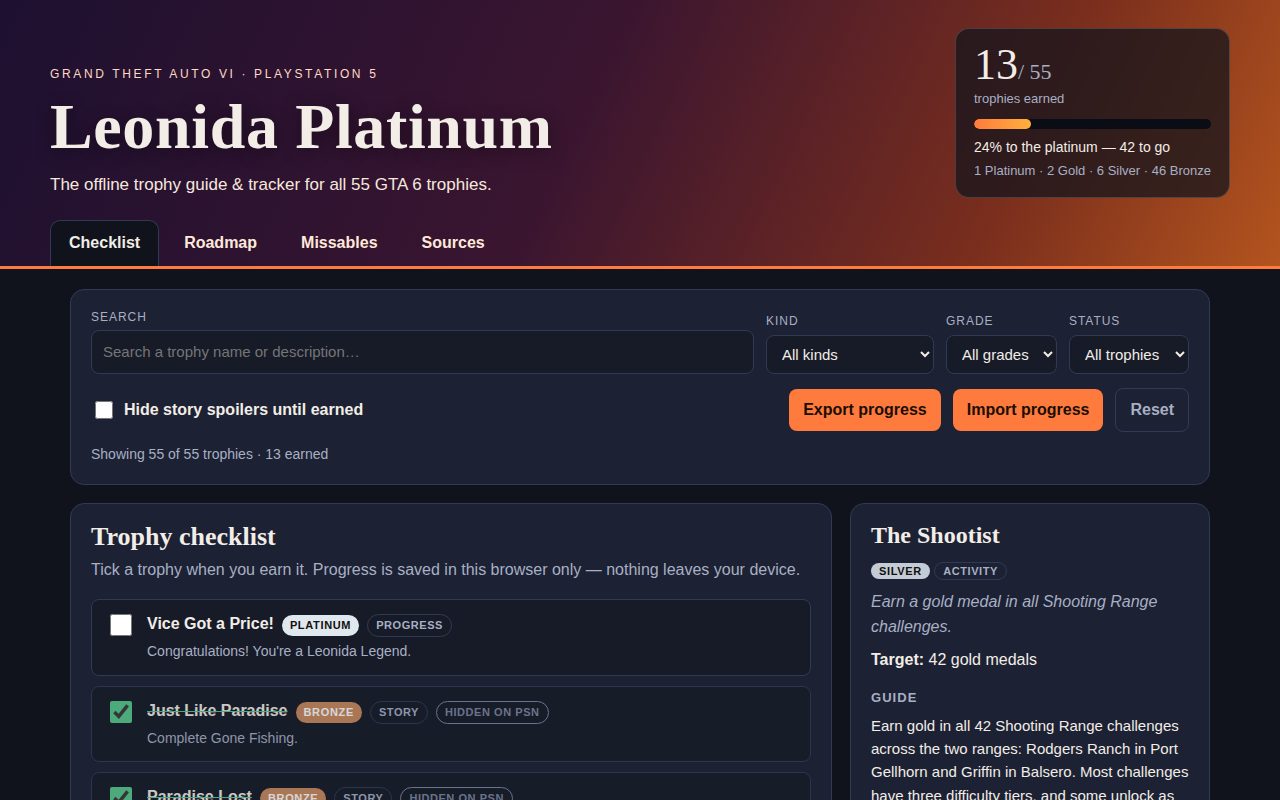 GRAND THEFT AUTO VI · PLAYSTATION 5
Leonida Platinum
The offline trophy guide & tracker for all 55 GTA 6 trophies.
13/ 55
trophies earned
24% to the platinum — 42 to go
1 Platinum · 2 Gold · 6 Silver · 46 Bronze
Checklist
Roadmap
Missables
Sources
SEARCH
Search a trophy name or description…
KIND
All kinds
GRADE
All grades
STATUS
All trophies
Hide story spoilers until earned
Export progress
Import progress
Reset
Showing 55 of 55 trophies · 13 earned
Trophy checklist
Tick a trophy when you earn it. Progress is saved in this browser only — nothing leaves your device.
Vice Got a Price! PLATINUM PROGRESS
Congratulations! You're a Leonida Legend.
Just Like Paradise BRONZE STORY HIDDEN ON PSN
Complete Gone Fishing.
Paradise Lost BRONZE STORY HIDDEN ON PSN
The Shootist
SILVER ACTIVITY
Earn a gold medal in all Shooting Range
challenges.
Target: 42 gold medals
GUIDE
Earn gold in all 42 Shooting Range challenges
across the two ranges: Rodgers Ranch in Port
Gellhorn and Griffin in Balsero. Most challenges
have three difficulty tiers, and some unlock as